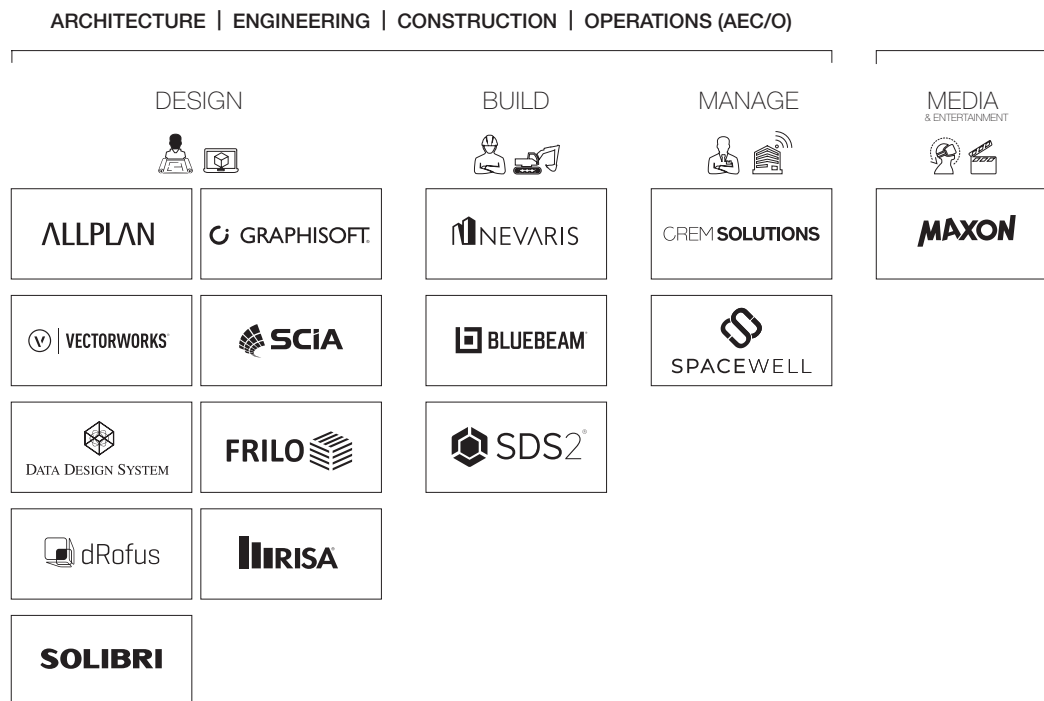 ARCHITECTURE | ENGINEERING | CONSTRUCTION | OPERATIONS (AEC/O)
DESIGN
ALLPLAN
GRAPHISOFT.
VECTORWORKS
SCiA
DATA DESIGN SYSTEM
FRILO
dRofus
RISA
SOLIBRI
BUILD
NEVARIS
BLUEBEAM
SDS2®
MANAGE
CREM SOLUTIONS
SPACEWELL
MEDIA
& ENTERTAINMENT
MAXON